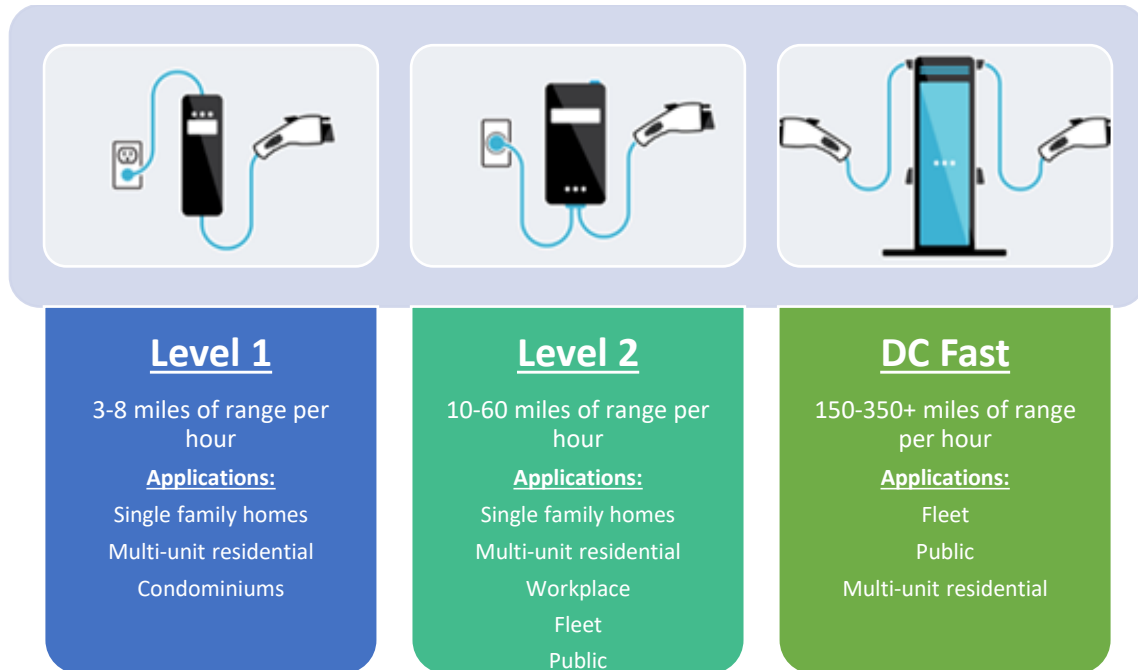 Level 1
3-8 miles of range per
hour
Applications:
Single family homes
Multi-unit residential
Condominiums
Level 2
10-60 miles of range per
hour
Applications:
Single family homes
Multi-unit residential
Workplace
Fleet
Public
DC Fast
150-350+ miles of range
per hour
Applications:
Fleet
Public
Multi-unit residential